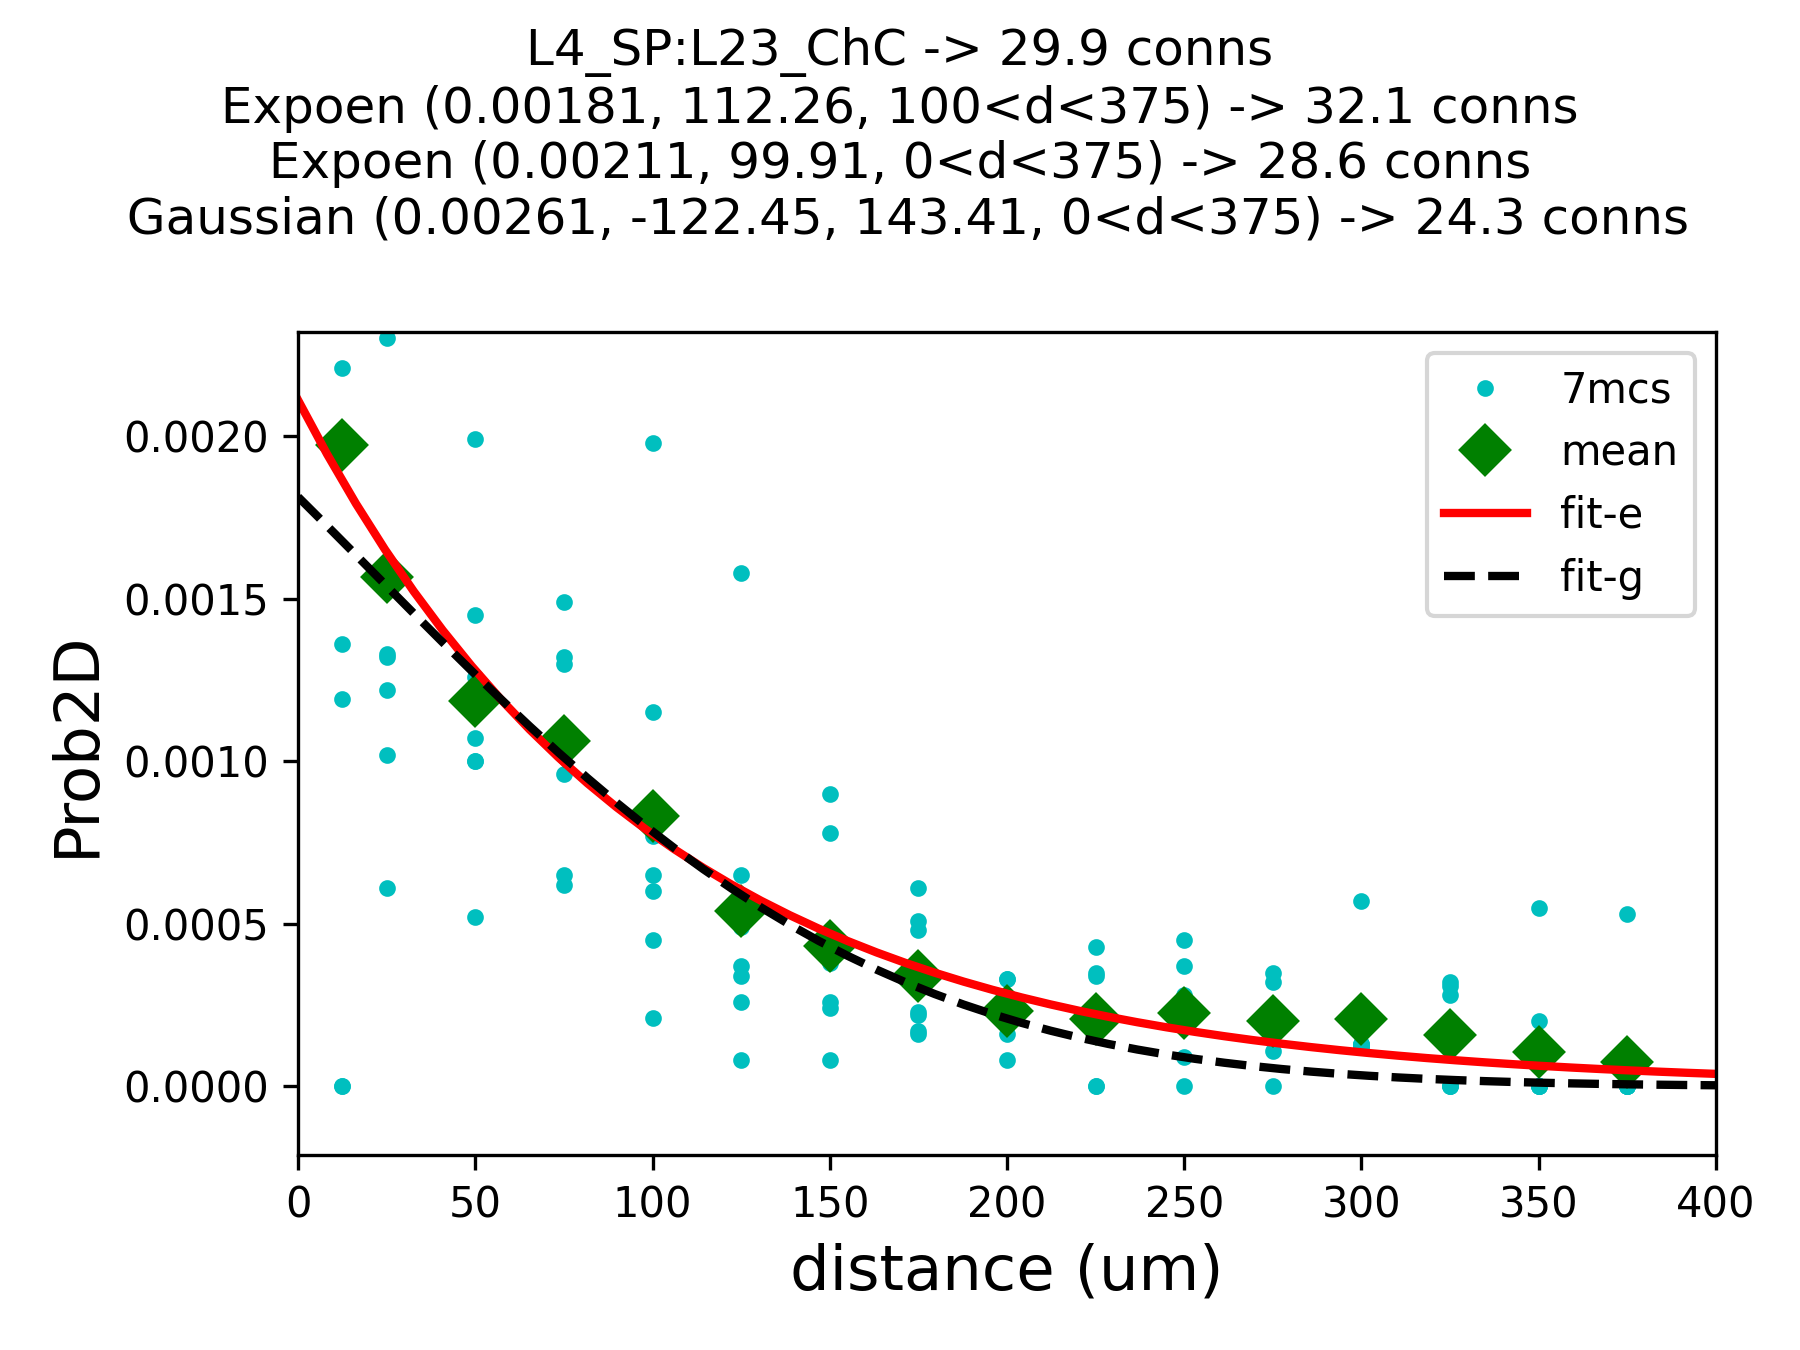 L4_SP:L23_ChC -> 29.9 conns
Expoen (0.00181, 112.26, 100<d<375) -> 32.1 conns
Expoen (0.00211, 99.91, 0<d<375) -> 28.6 conns
Gaussian (0.00261, -122.45, 143.41, 0<d<375) -> 24.3 conns
7mcs
mean
fit-e
fit-g
Prob2D
0.0020
0.0015
0.0010
0.0005
0.0000
0 50 100 150 200 250 300 350 400
distance (um)